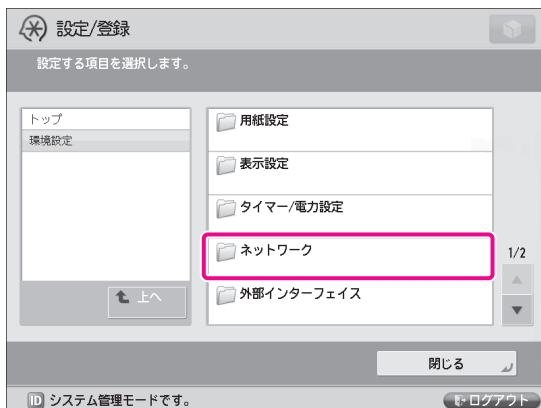 設定/登録
設定する項目を選択します。
トップ
環境設定
用紙設定
表示設定
タイマー/電力設定
ネットワーク
外部インターフェイス
1/2
上へ
閉じる
ID システム管理モードです。
ログアウト